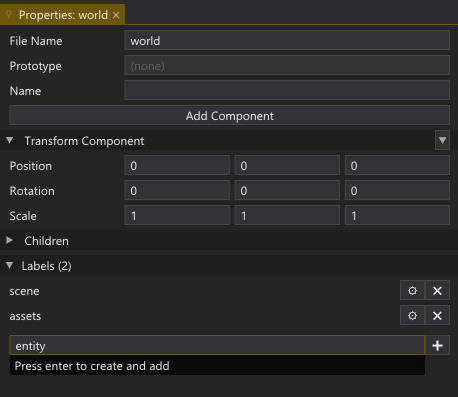 Properties: world
File Name world
Prototype (none)
Name
Add Component
Transform Component
Position 0 0 0
Rotation 0 0 0
Scale 1 1 1
Children
Labels (2)
scene
assets
entity
Press enter to create and add